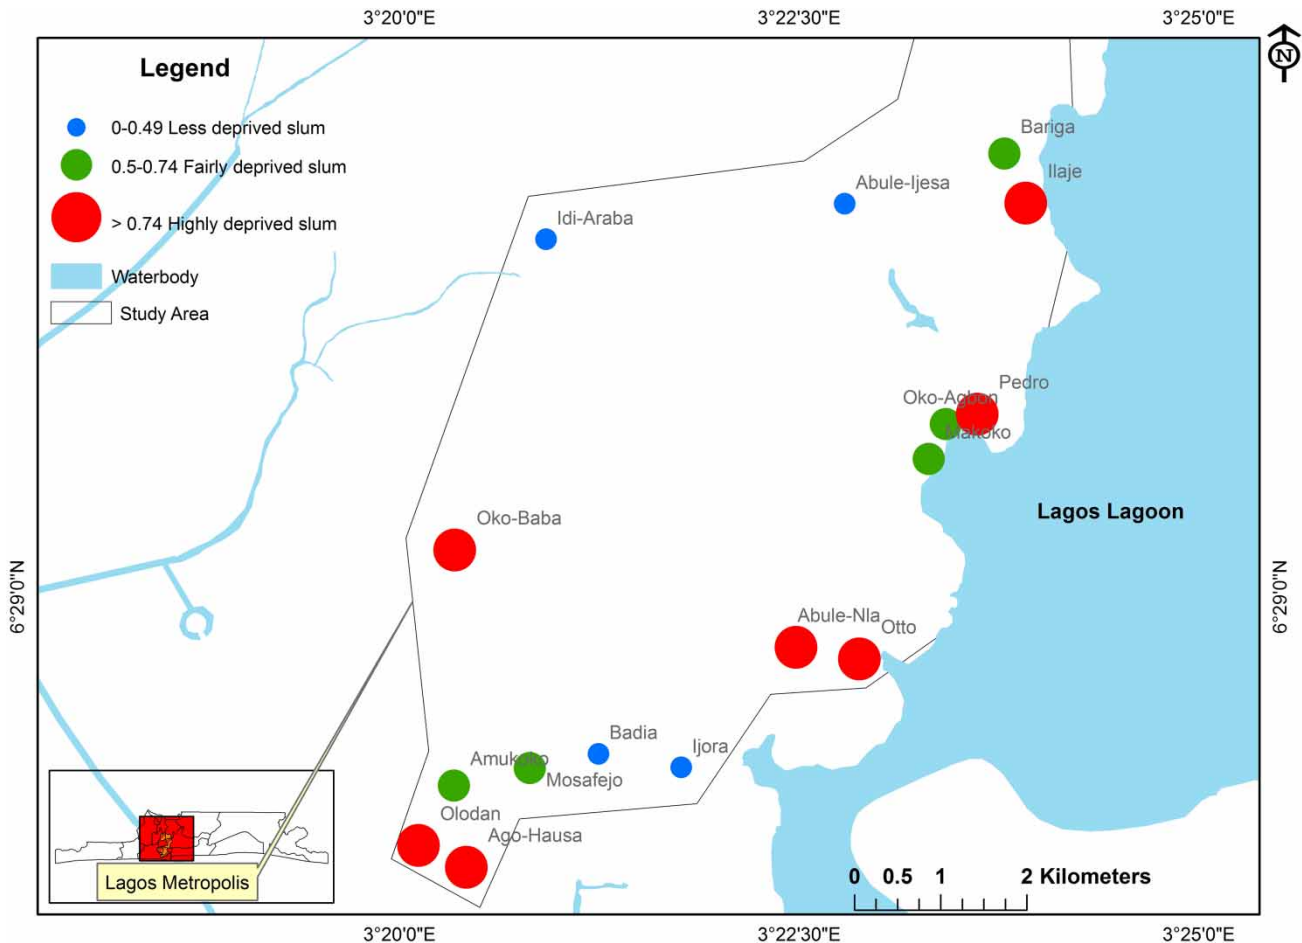 3°20'0"E
3°22'30"E
3°25'0"E
N
Legend
0-0.49 Less deprived slum
0.5-0.74 Fairly deprived slum
> 0.74 Highly deprived slum
Waterbody
Study Area
Bariga
Ilaje
Abule-Ijesa
Idi-Araba
Pedro
Oko-Agbon
Makoko
Lagos Lagoon
Oko-Baba
6°29'0"N
6°29'0"N
Abule-Nla
Otto
Badia
Ijora
Amukoko
Mosafejo
Olodan
Ago-Hausa
Lagos Metropolis
0 0.5 1 2 Kilometers
3°20'0"E
3°22'30"E
3°25'0"E